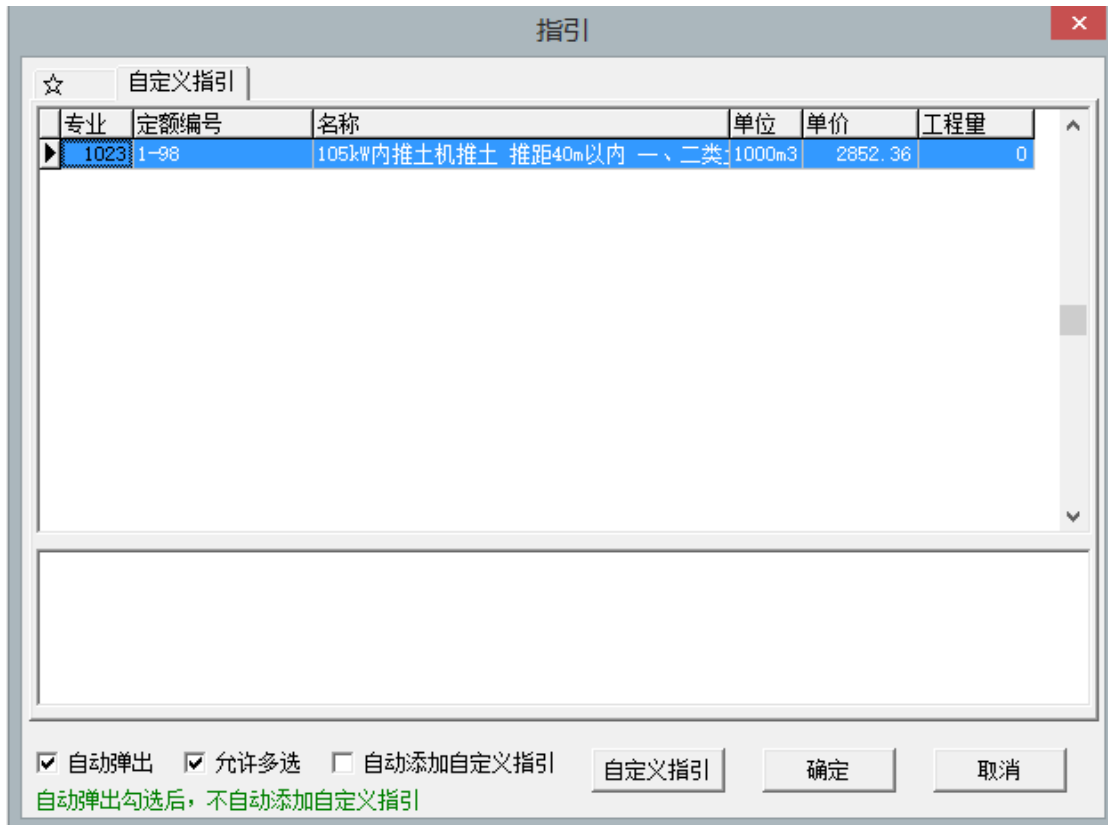 指引
☆ 自定义指引
专业 定额编号 名称 单位 单价 工程量
1023 1-98 105kW内推土机推土 推距40m以内 一、二类 1000m3 2852.36 0
自动弹出 允许多选 自动添加自定义指引 自定义指引 确定 取消
自动弹出勾选后，不自动添加自定义指引